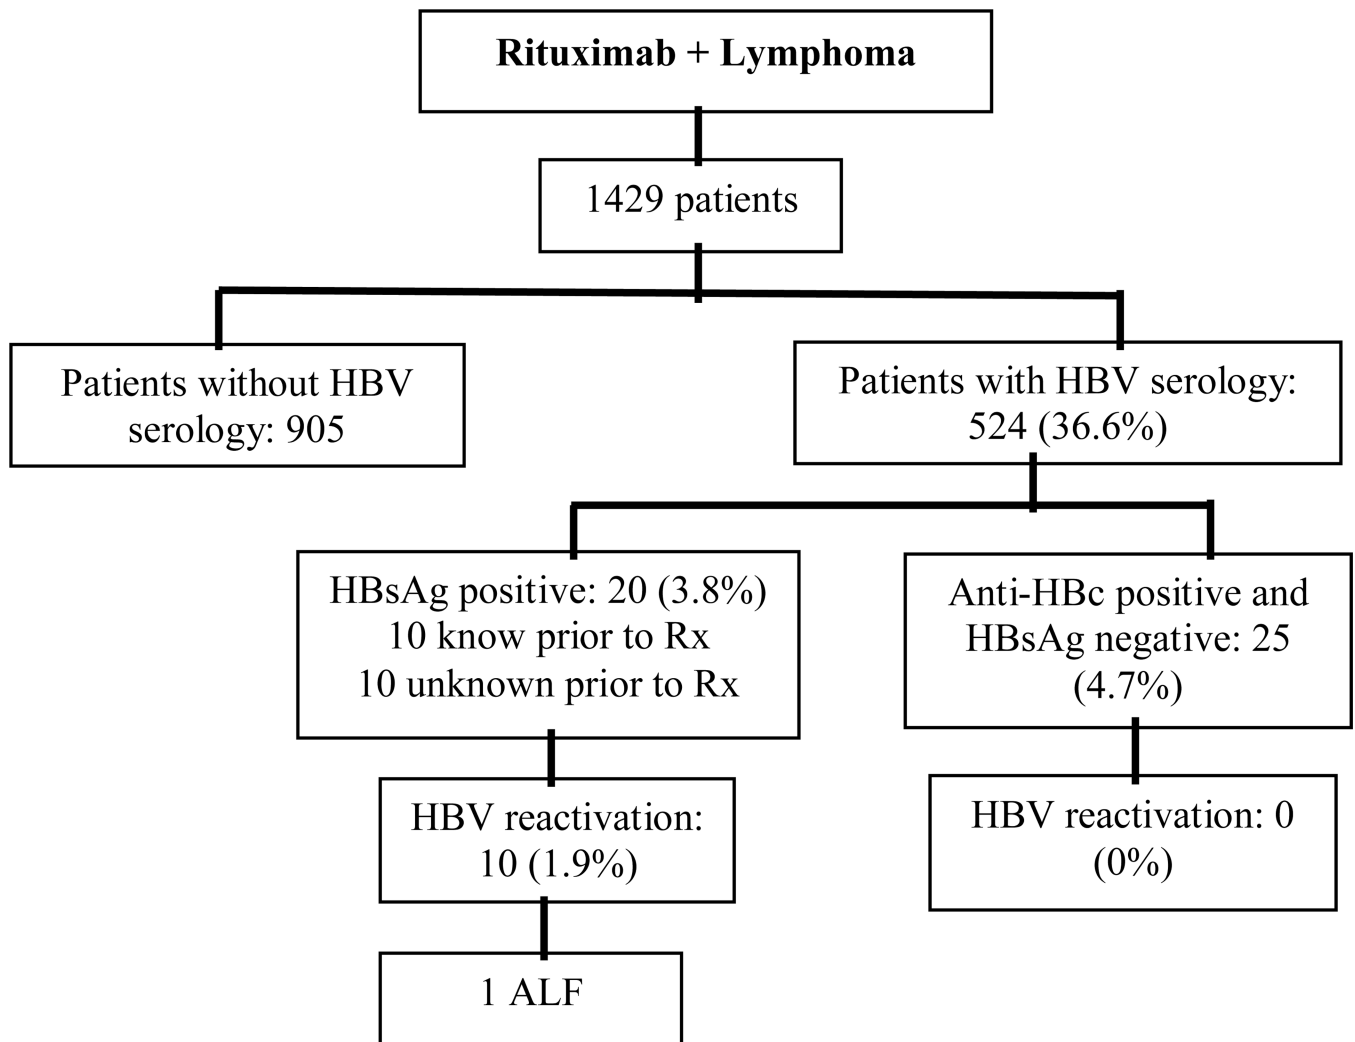 Rituximab + Lymphoma
1429 patients
Patients without HBV
serology: 905
Patients with HBV serology:
524 (36.6%)
HBsAg positive: 20 (3.8%)
10 know prior to Rx
10 unknown prior to Rx
Anti-HBc positive and
HBsAg negative: 25
(4.7%)
HBV reactivation:
10 (1.9%)
HBV reactivation: 0
(0%)
1 ALF